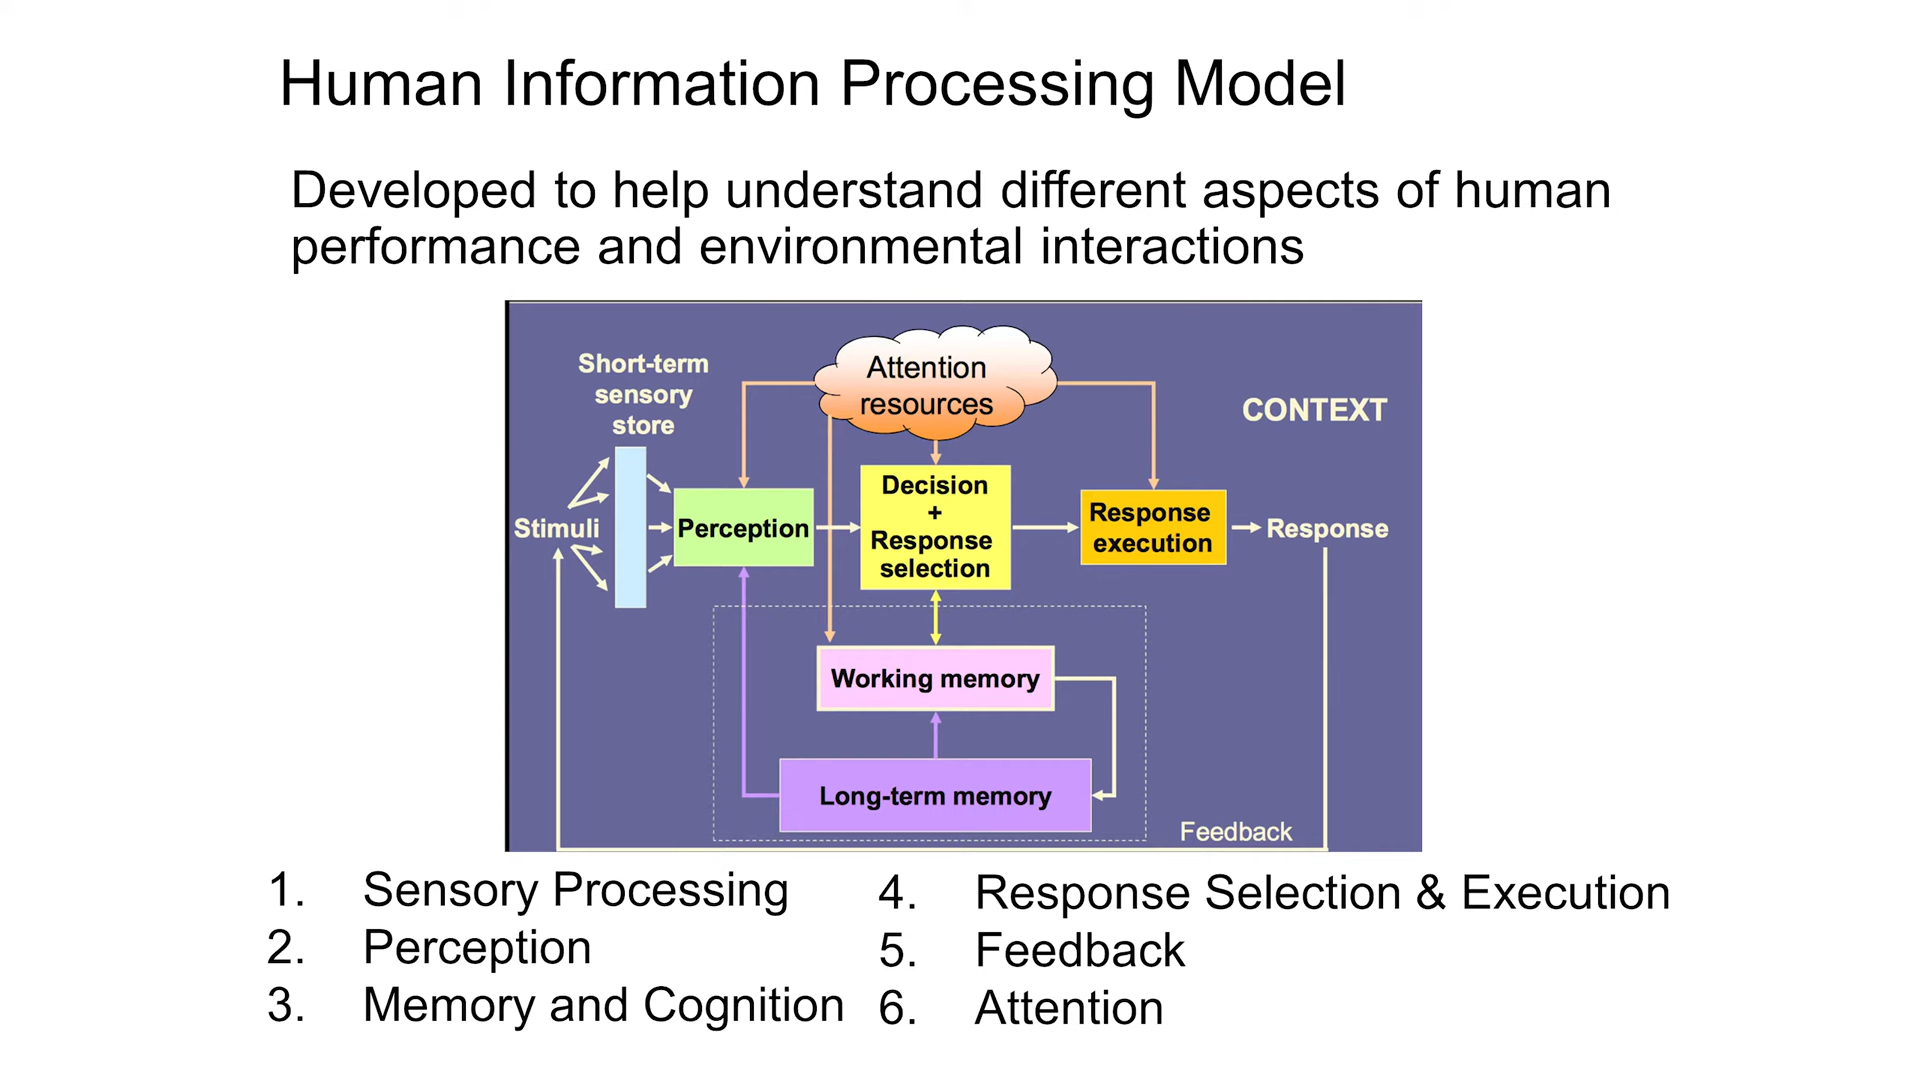 Human Information Processing Model
Developed to help understand different aspects of human
performance and environmental interactions
Short-term
sensory
store
Attention
resources
CONTEXT
Stimuli
Perception
Decision
+
Response
selection
Response
execution
Response
Working memory
Long-term memory
Feedback
1. Sensory Processing
2. Perception
3. Memory and Cognition
4. Response Selection & Execution
5. Feedback
6. Attention